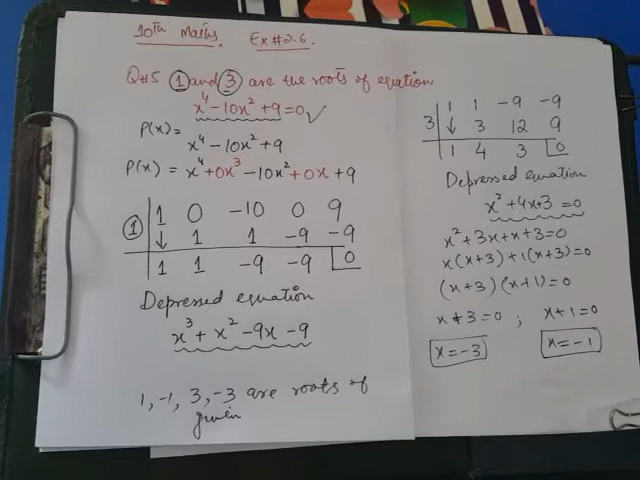 10th Maths. Ex #2.6.
Q#5 1 and 3 are the roots of equation
x⁴-10x²+9=0 ✓
P(x)=
x⁴-10x²+9
P(x)= x⁴+0x³-10x²+0x+9
1 0 -10 0 9
1 ↓ 1 1 -9 -9
1 1 -9 -9 0
Depressed equation
x³+x²-9x-9
1, -1, 3, -3 are roots of
given
1 1 -9 -9
3 ↓ 3 12 9
1 4 3 0
Depressed equation
x²+4x+3=0
x²+3x+x+3=0
x(x+3)+1(x+3)=0
(x+3)(x+1)=0
x+3=0 ; x+1=0
x=-3 x=-1